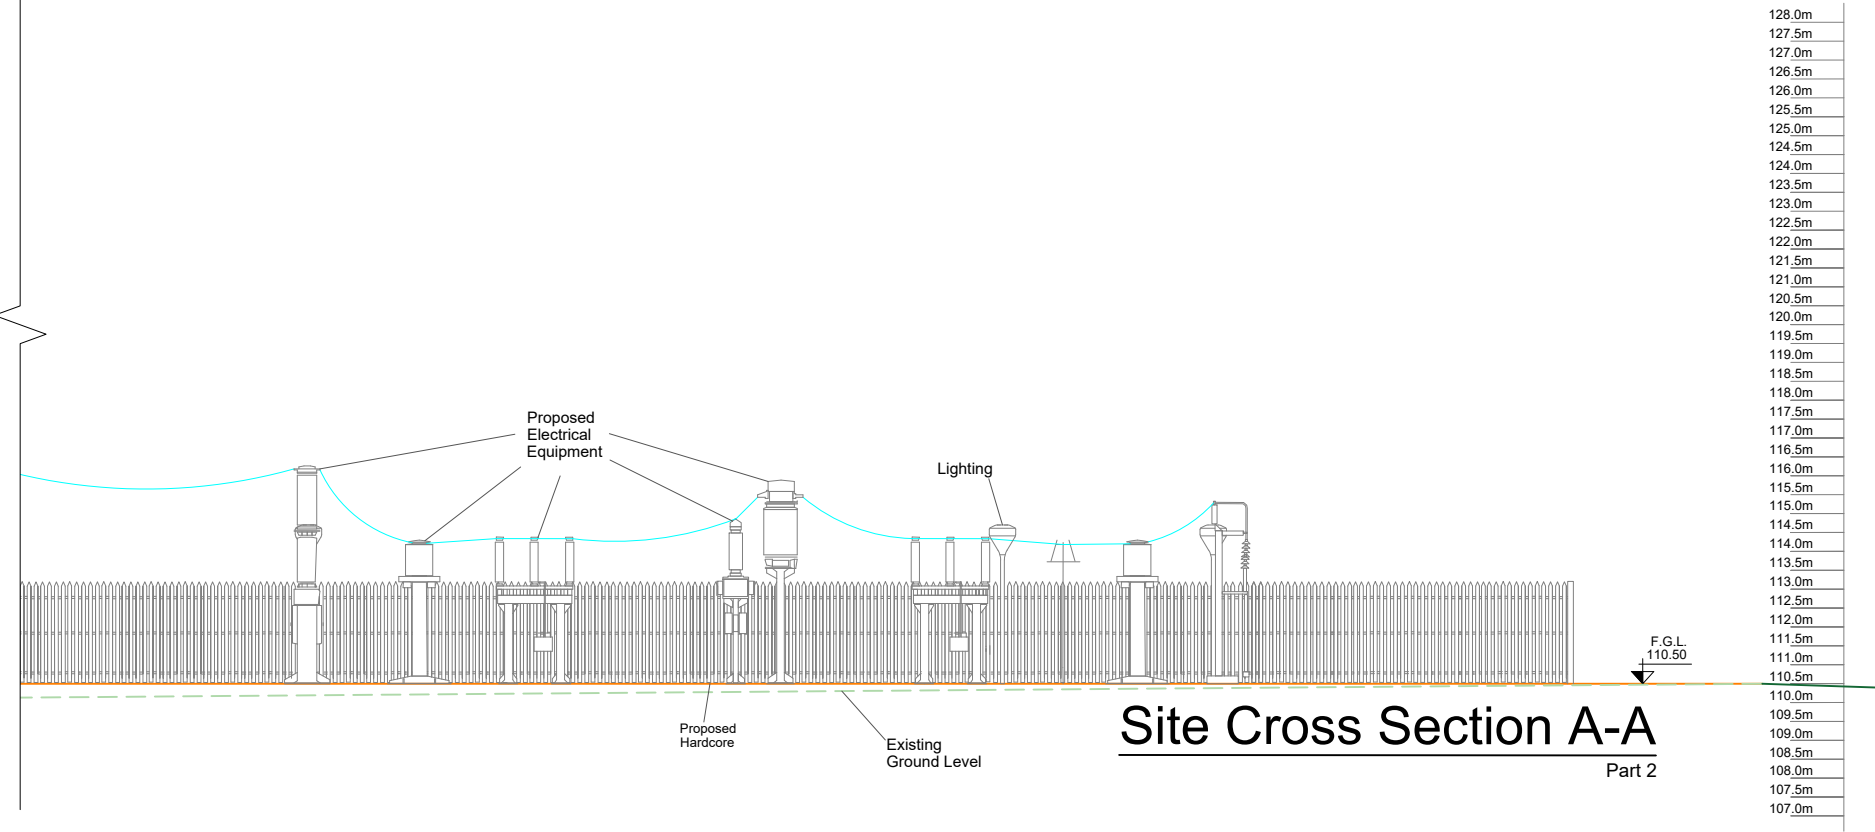 128.0m
127.5m
127.0m
126.5m
126.0m
125.5m
125.0m
124.5m
124.0m
123.5m
123.0m
122.5m
122.0m
121.5m
121.0m
120.5m
120.0m
119.5m
119.0m
118.5m
118.0m
117.5m
117.0m
116.5m
116.0m
115.5m
115.0m
114.5m
114.0m
113.5m
113.0m
112.5m
112.0m
111.5m
111.0m
110.5m
110.0m
109.5m
109.0m
108.5m
108.0m
107.5m
107.0m
Proposed
Electrical
Equipment
Lighting
F.G.L.
110.50
Proposed
Hardcore
Existing
Ground Level
Site Cross Section A-A
Part 2